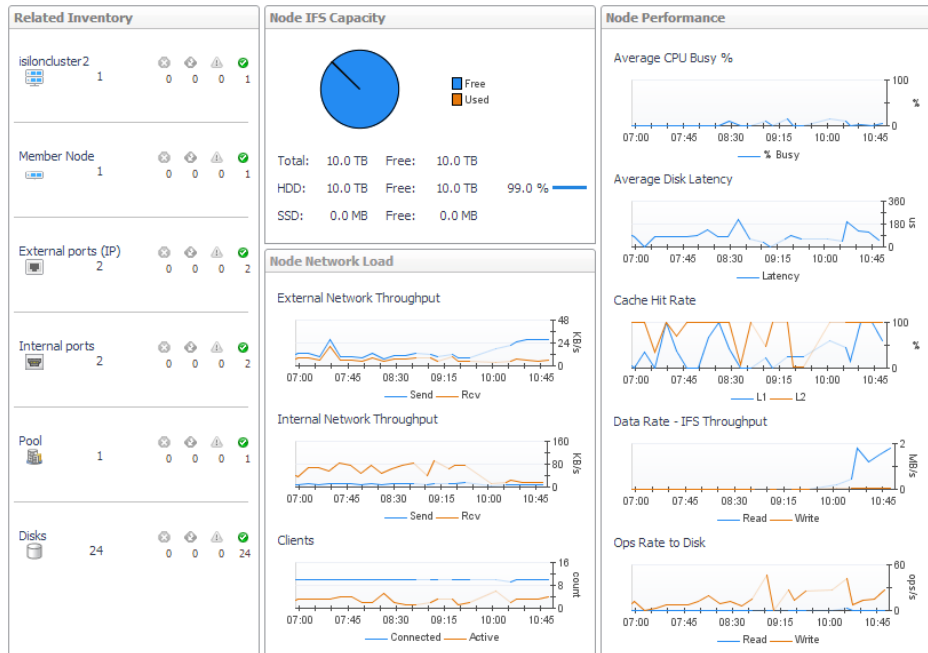 Related Inventory
isiloncluster2
1
0 0 0 1
Member Node
1
0 0 0 1
External ports (IP)
2
0 0 0 2
Internal ports
2
0 0 0 2
Pool
1
0 0 0 1
Disks
24
0 0 0 24
Node IFS Capacity
Free
Used
Total: 10.0 TB Free: 10.0 TB
HDD: 10.0 TB Free: 10.0 TB 99.0 %
SSD: 0.0 MB Free: 0.0 MB
Node Network Load
External Network Throughput
48
24
0
KB/s
07:00 07:45 08:30 09:15 10:00 10:45
Send Rcv
Internal Network Throughput
160
80
0
KB/s
07:00 07:45 08:30 09:15 10:00 10:45
Send Rcv
Clients
16
8
0
count
07:00 07:45 08:30 09:15 10:00 10:45
Connected Active
Node Performance
Average CPU Busy %
100
0
%
07:00 07:45 08:30 09:15 10:00 10:45
% Busy
Average Disk Latency
360
180
0
us
07:00 07:45 08:30 09:15 10:00 10:45
Latency
Cache Hit Rate
100
0
%
07:00 07:45 08:30 09:15 10:00 10:45
L1 L2
Data Rate - IFS Throughput
2
0
MB/s
07:00 07:45 08:30 09:15 10:00 10:45
Read Write
Ops Rate to Disk
60
0
ops/s
07:00 07:45 08:30 09:15 10:00 10:45
Read Write